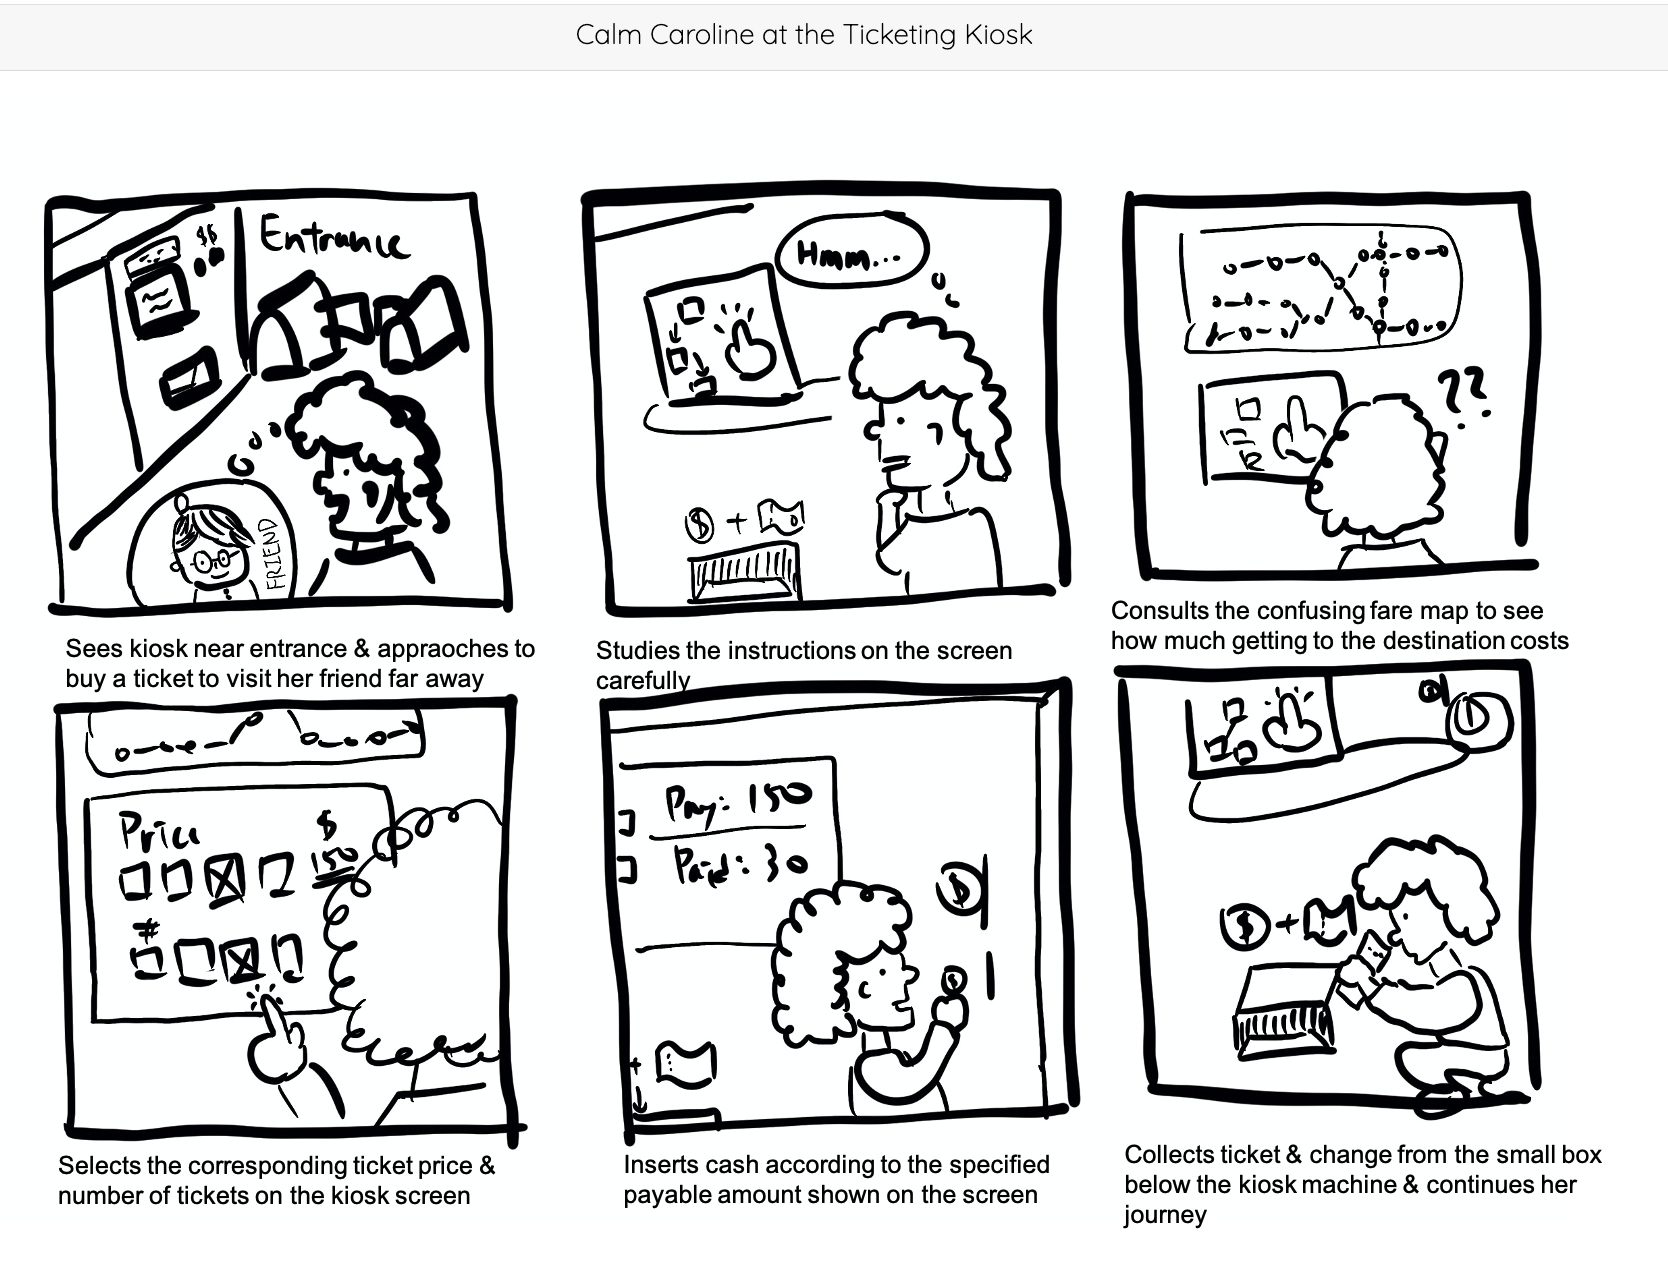 Calm Caroline at the Ticketing Kiosk
$$
Entrance
FRIEND
Hmm...
$ +
??
Sees kiosk near entrance & appraoches to
buy a ticket to visit her friend far away
Studies the instructions on the screen
carefully
Consults the confusing fare map to see
how much getting to the destination costs
Price $
150
#
Pay: 150
Paid: 30
$
$
+
$ +
Selects the corresponding ticket price &
number of tickets on the kiosk screen
Inserts cash according to the specified
payable amount shown on the screen
Collects ticket & change from the small box
below the kiosk machine & continues her
journey